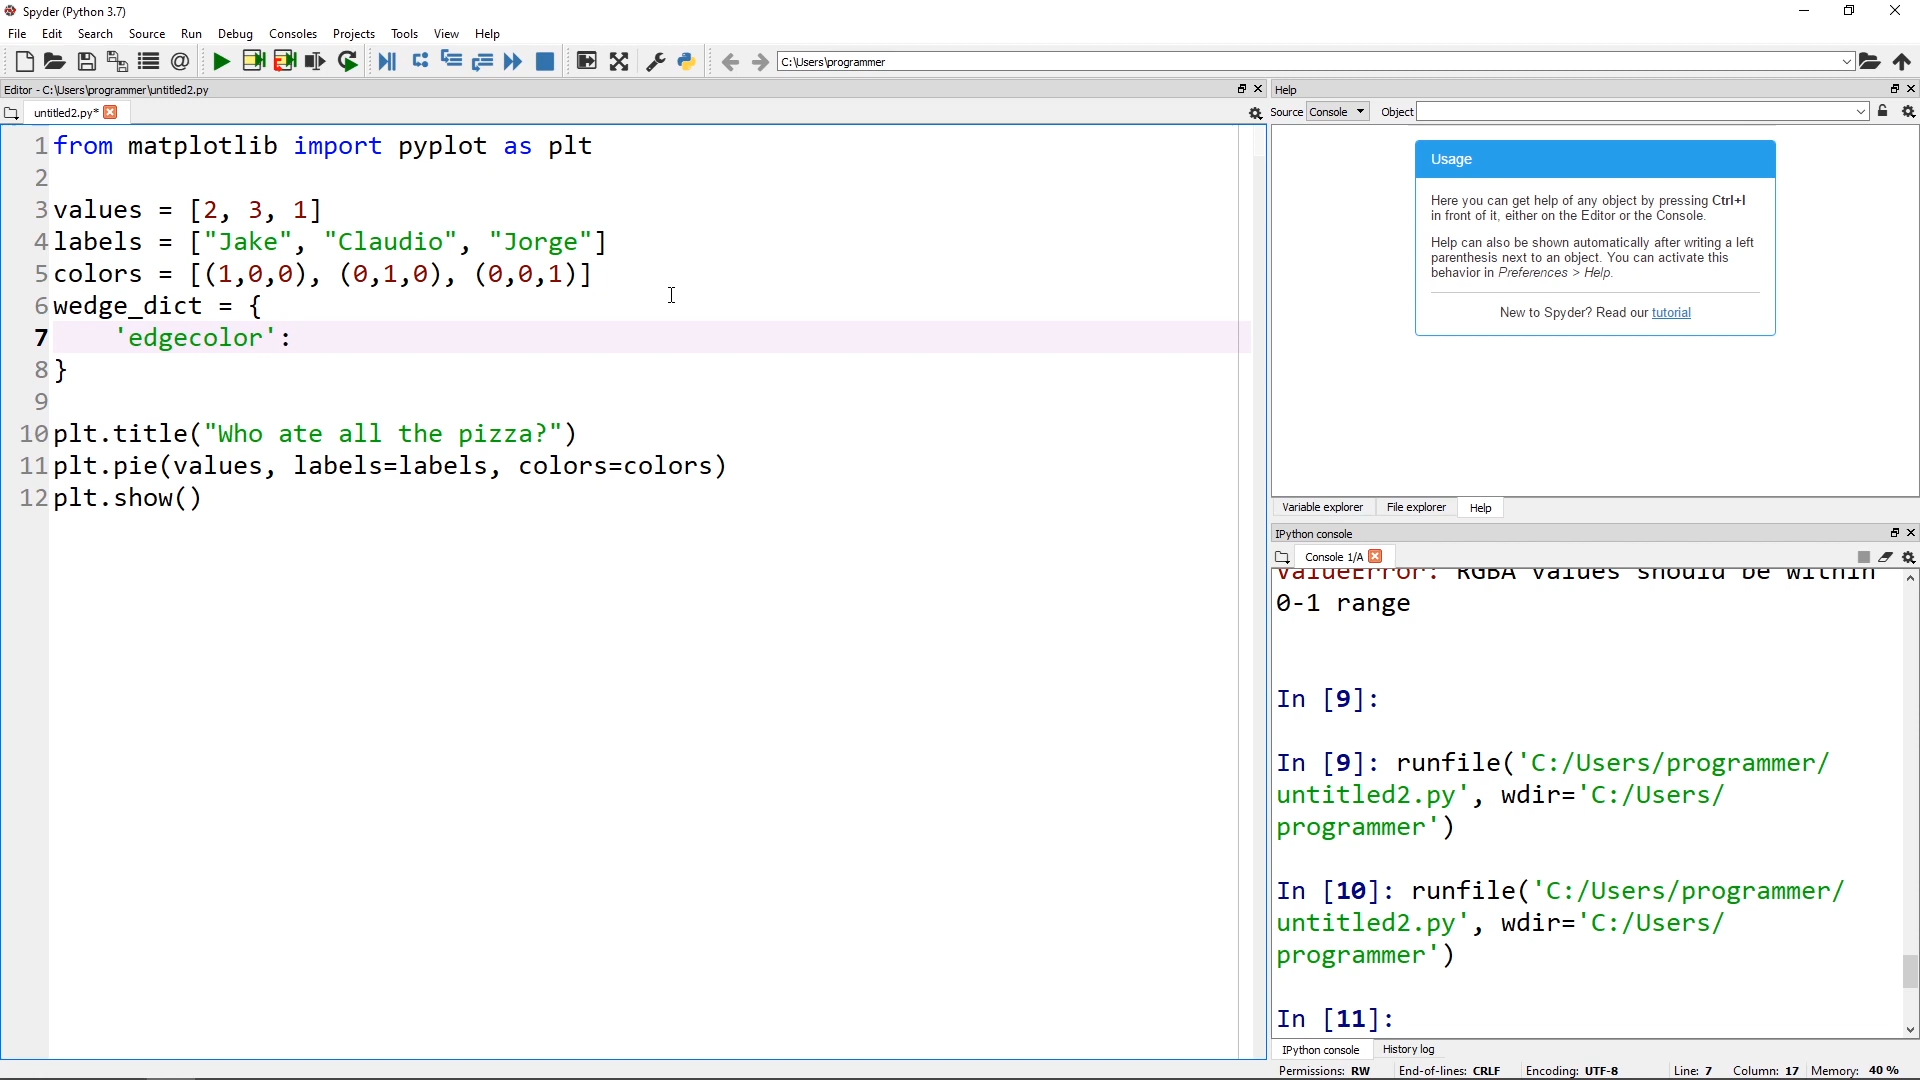 Spyder (Python 3.7)
File Edit Search Source Run Debug Consoles Projects Tools View Help
C:\Users\programmer
Editor - C:\Users\programmer\untitled2.py
untitled2.py*
1 from matplotlib import pyplot as plt
2
3 values = [2, 3, 1]
4 labels = ["Jake", "Claudio", "Jorge"]
5 colors = [(1,0,0), (0,1,0), (0,0,1)]
6 wedge_dict = {
7     'edgecolor':
8 }
9
10 plt.title("Who ate all the pizza?")
11 plt.pie(values, labels=labels, colors=colors)
12 plt.show()
Help
Source Console Object
Usage
Here you can get help of any object by pressing Ctrl+I
in front of it, either on the Editor or the Console.
Help can also be shown automatically after writing a left
parenthesis next to an object. You can activate this
behavior in Preferences > Help.
New to Spyder? Read our tutorial
Variable explorer File explorer Help
IPython console
Console 1/A
ValueError: RGBA values should be within
0-1 range
In [9]:
In [9]: runfile('C:/Users/programmer/
untitled2.py', wdir='C:/Users/
programmer')
In [10]: runfile('C:/Users/programmer/
untitled2.py', wdir='C:/Users/
programmer')
In [11]:
IPython console History log
Permissions: RW End-of-lines: CRLF Encoding: UTF-8 Line: 7 Column: 17 Memory: 40 %